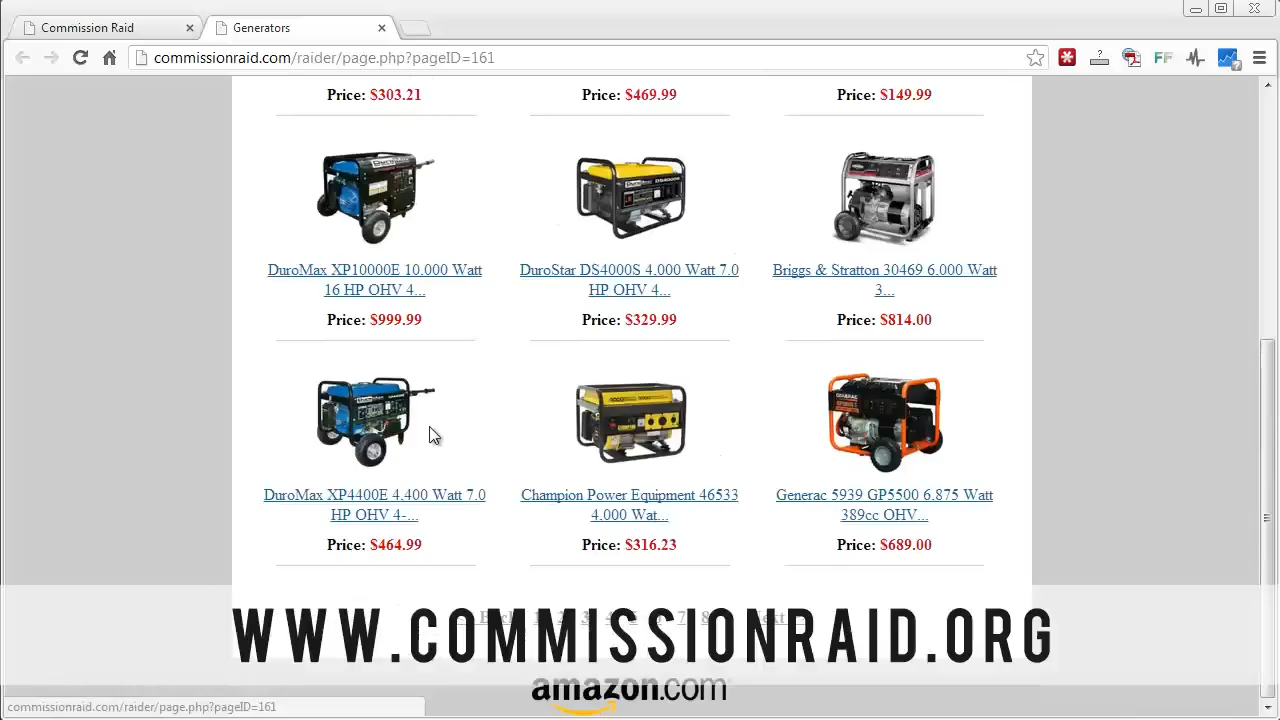 Commission Raid
Generators
commissionraid.com/raider/page.php?pageID=161
FF
Price: $303.21
Price: $469.99
Price: $149.99
DuroMax XP10000E 10,000 Watt
16 HP OHV 4...
Price: $999.99
DuroStar DS4000S 4,000 Watt 7.0
HP OHV 4...
Price: $329.99
Briggs & Stratton 30469 6,000 Watt
3...
Price: $814.00
DuroMax XP4400E 4,400 Watt 7.0
HP OHV 4-...
Price: $464.99
Champion Power Equipment 46533
4,000 Wat...
Price: $316.23
Generac 5939 GP5500 6,875 Watt
389cc OHV...
Price: $689.00
WWW.COMMISSIONRAID.ORG
amazon.com
commissionraid.com/raider/page.php?pageID=161